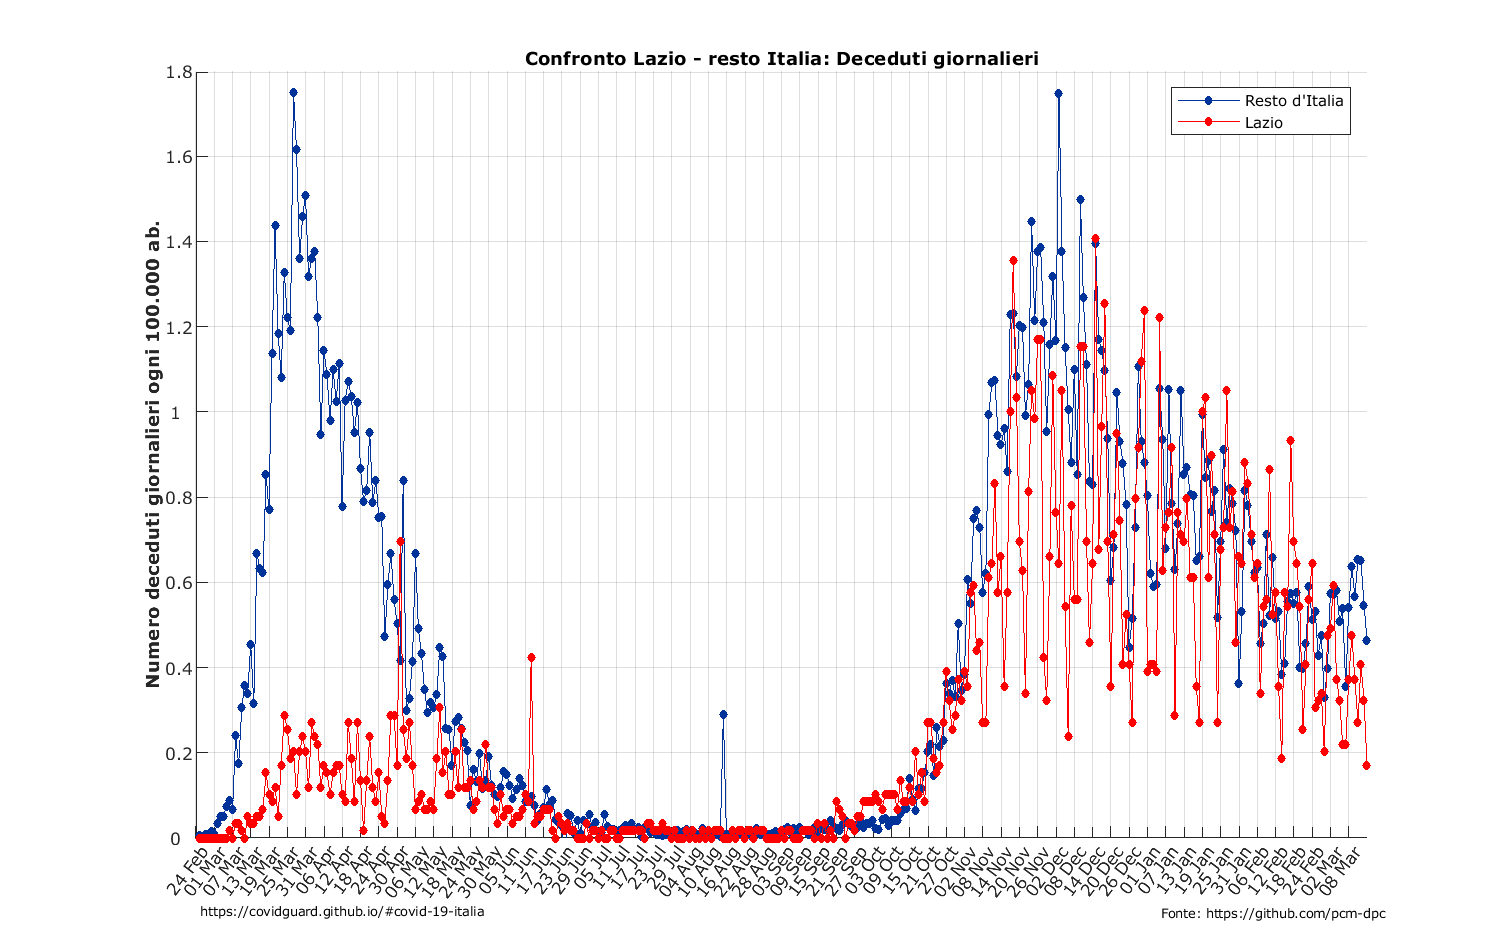 Confronto Lazio - resto Italia: Deceduti giornalieri
Numero deceduti giornalieri ogni 100.000 ab.
1.8
1.6
1.4
1.2
1
0.8
0.6
0.4
0.2
0
Resto d'Italia
Lazio
24 Feb
01 Mar
07 Mar
13 Mar
19 Mar
25 Mar
31 Mar
06 Apr
12 Apr
18 Apr
24 Apr
30 Apr
06 May
12 May
18 May
24 May
30 May
05 Jun
11 Jun
17 Jun
23 Jun
29 Jun
05 Jul
11 Jul
17 Jul
23 Jul
29 Jul
04 Aug
10 Aug
16 Aug
22 Aug
28 Aug
03 Sep
09 Sep
15 Sep
21 Sep
27 Sep
03 Oct
09 Oct
15 Oct
21 Oct
27 Oct
02 Nov
08 Nov
14 Nov
20 Nov
26 Nov
02 Dec
08 Dec
14 Dec
20 Dec
26 Dec
01 Jan
07 Jan
13 Jan
19 Jan
25 Jan
31 Jan
06 Feb
12 Feb
18 Feb
24 Feb
02 Mar
08 Mar
https://covidguard.github.io/#covid-19-italia
Fonte: https://github.com/pcm-dpc